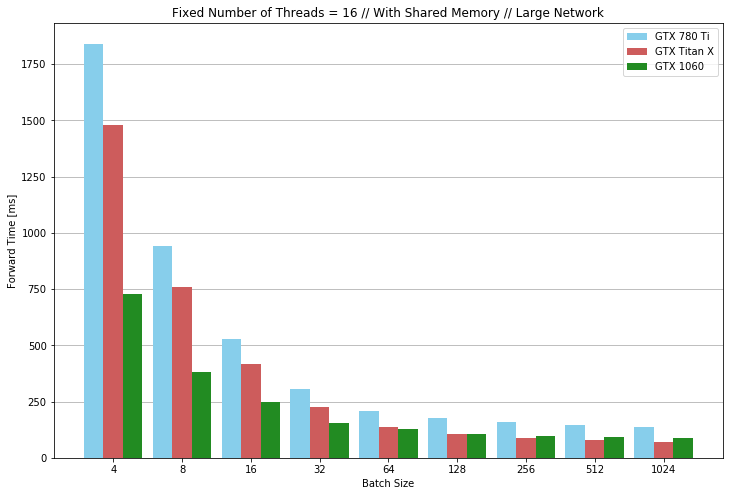 Fixed Number of Threads = 16 // With Shared Memory // Large Network
GTX 780 Ti
GTX Titan X
GTX 1060
1750
1500
1250
1000
750
500
250
0
Forward Time [ms]
4 8 16 32 64 128 256 512 1024
Batch Size